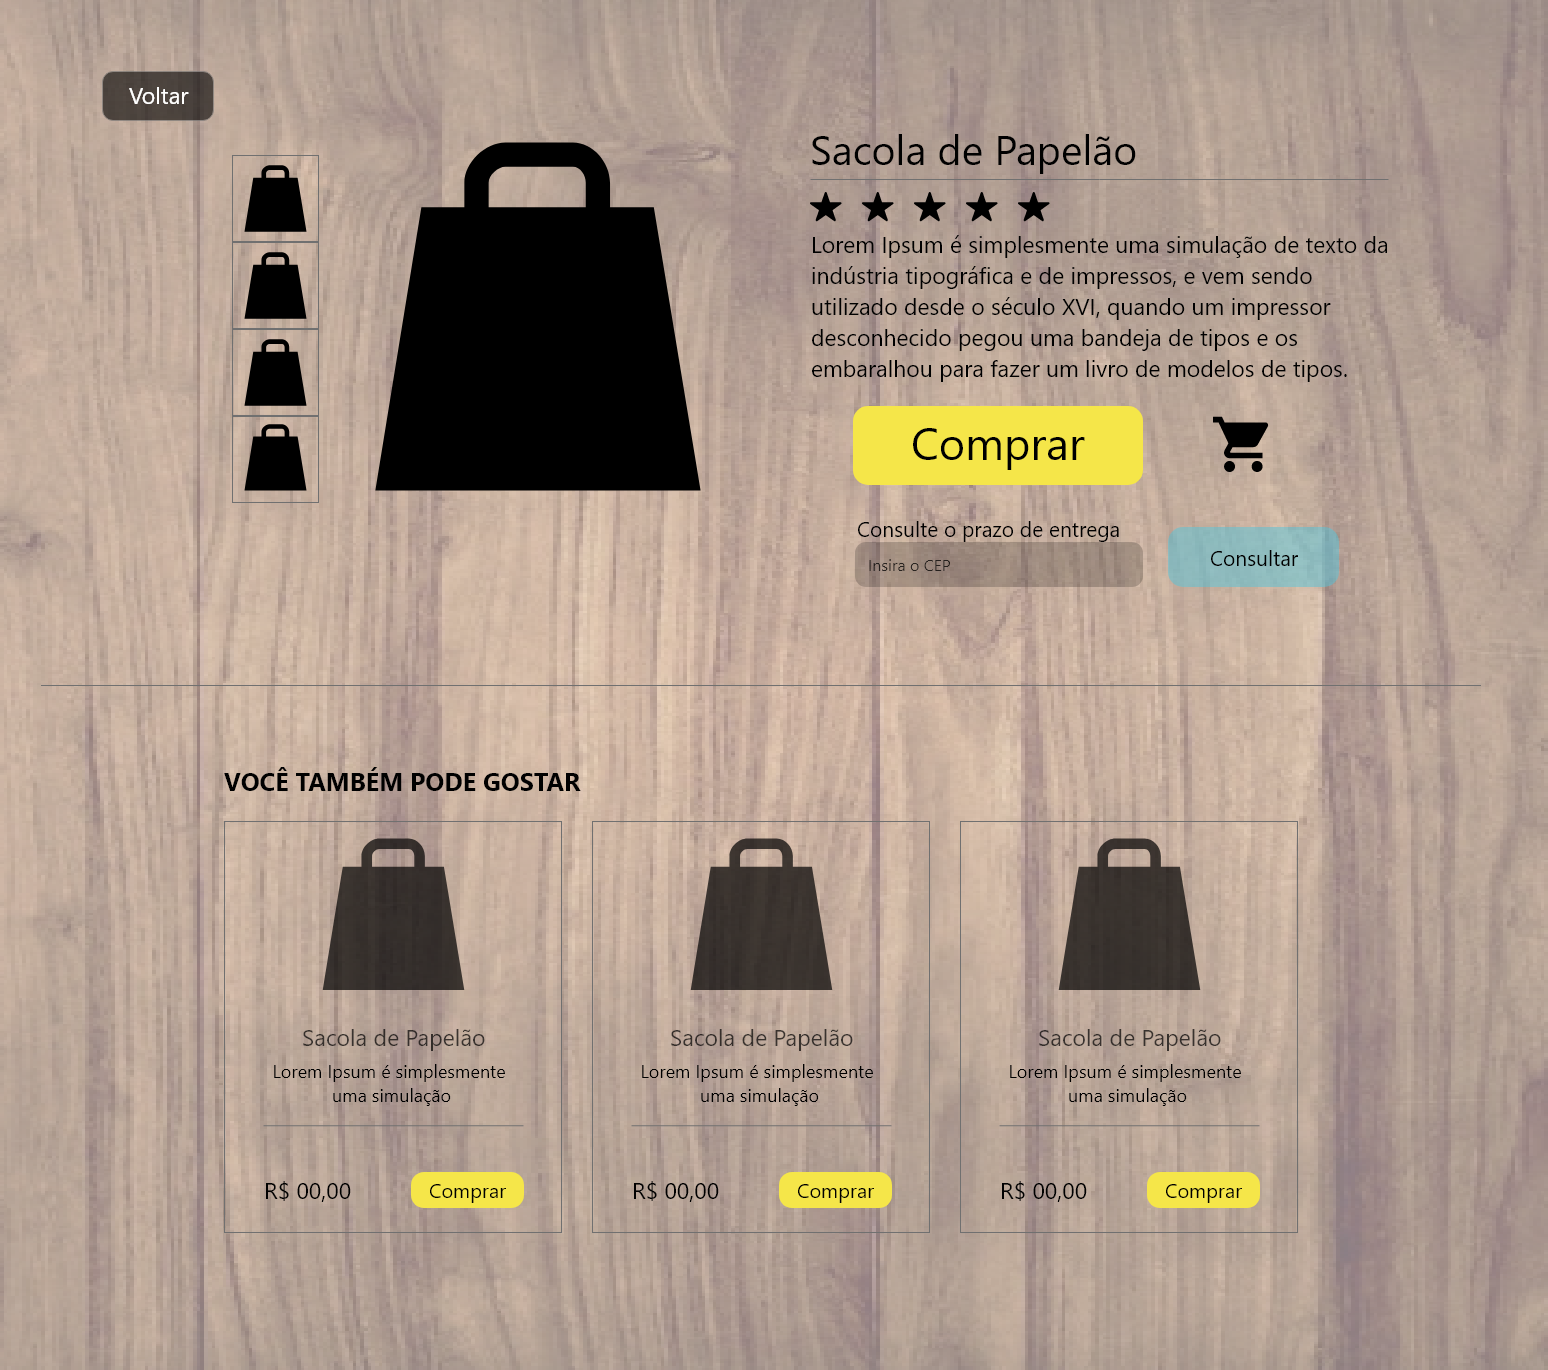 Voltar
Sacola de Papelão
Lorem Ipsum é simplesmente uma simulação de texto da
indústria tipográfica e de impressos, e vem sendo
utilizado desde o século XVI, quando um impressor
desconhecido pegou uma bandeja de tipos e os
embaralhou para fazer um livro de modelos de tipos.
Comprar
Consulte o prazo de entrega
Insira o CEP
Consultar
VOCÊ TAMBÉM PODE GOSTAR
Sacola de Papelão
Lorem Ipsum é simplesmente
uma simulação
R$ 00,00
Comprar
Sacola de Papelão
Lorem Ipsum é simplesmente
uma simulação
R$ 00,00
Comprar
Sacola de Papelão
Lorem Ipsum é simplesmente
uma simulação
R$ 00,00
Comprar